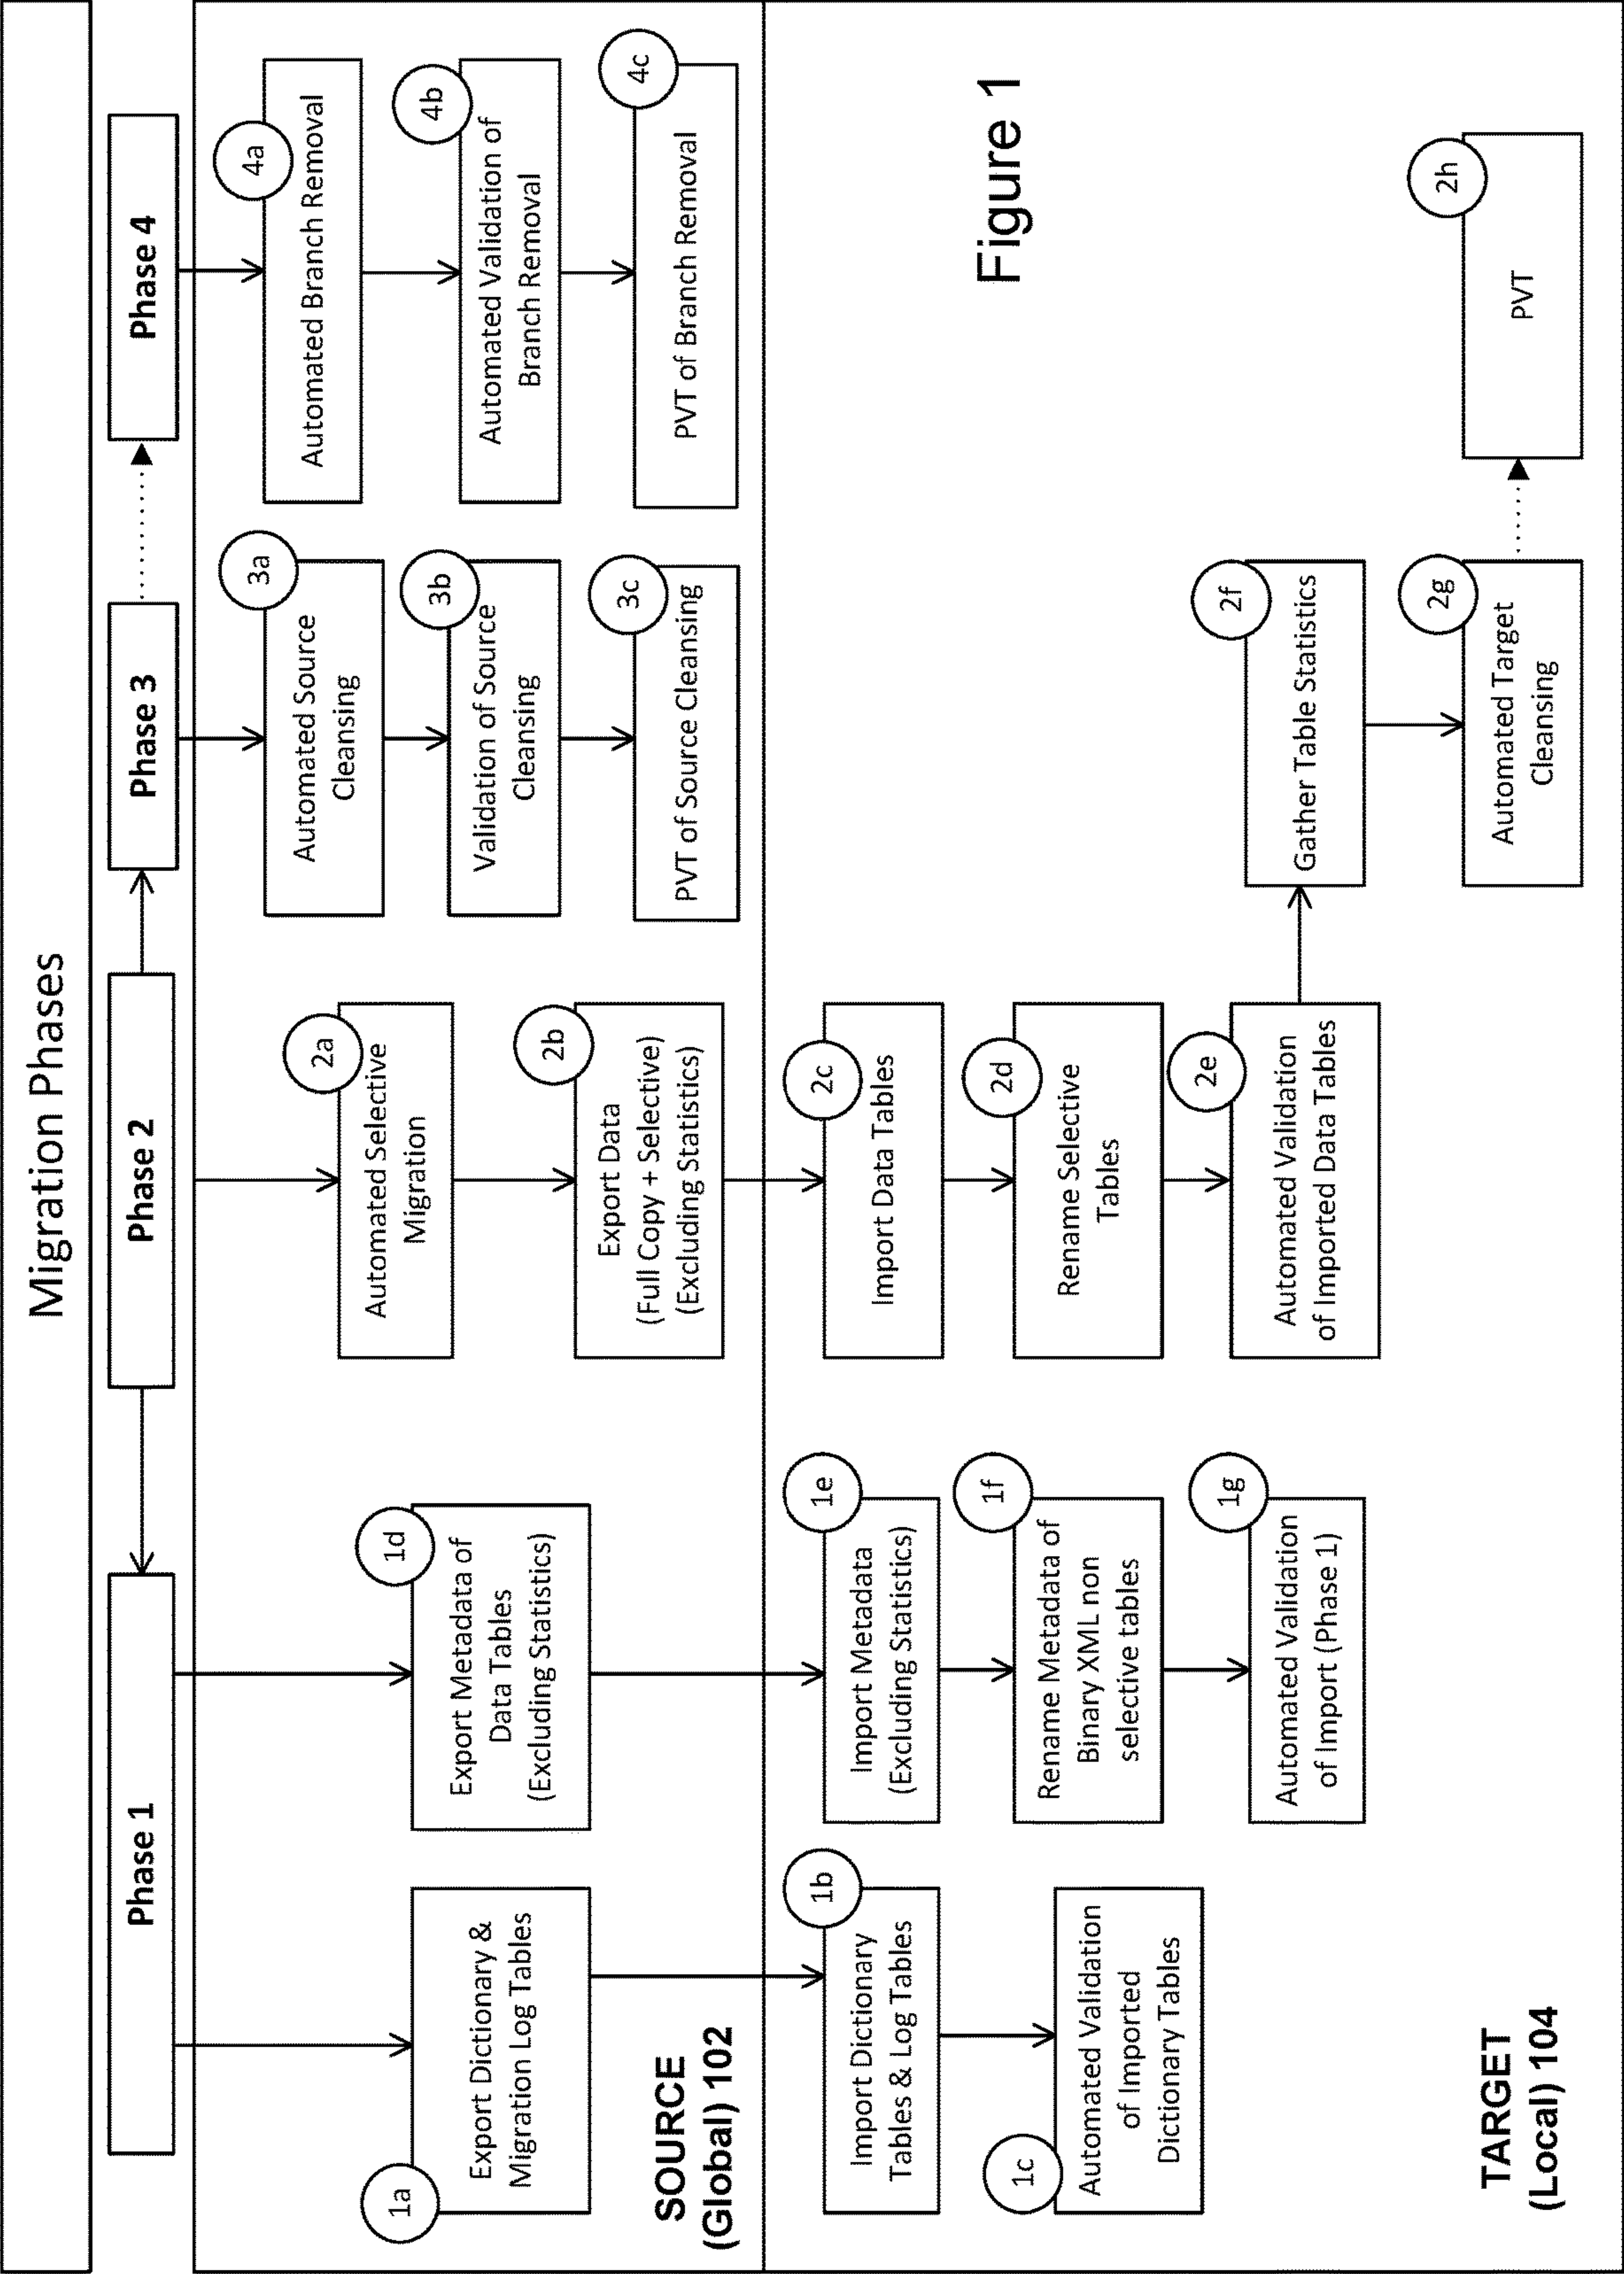 Migration Phases
Phase 1
Phase 2
Phase 3
Phase 4
1a
Export Dictionary &
Migration Log Tables
1d
Export Metadata of
Data Tables
(Excluding Statistics)
2a
Automated Selective
Migration
2b
Export Data
(Full Copy + Selective)
(Excluding Statistics)
3a
Automated Source
Cleansing
3b
Validation of Source
Cleansing
3c
PVT of Source Cleansing
4a
Automated Branch Removal
4b
Automated Validation of
Branch Removal
4c
PVT of Branch Removal
SOURCE
(Global) 102
1b
Import Dictionary
Tables & Log Tables
1c
Automated Validation
of Imported
Dictionary Tables
1e
Import Metadata
(Excluding Statistics)
1f
Rename Metadata of
Binary XML non
selective tables
1g
Automated Validation
of Import (Phase 1)
2c
Import Data Tables
2d
Rename Selective
Tables
2e
Automated Validation
of Imported Data Tables
2f
Gather Table Statistics
2g
Automated Target
Cleansing
2h
PVT
TARGET
(Local) 104
Figure 1